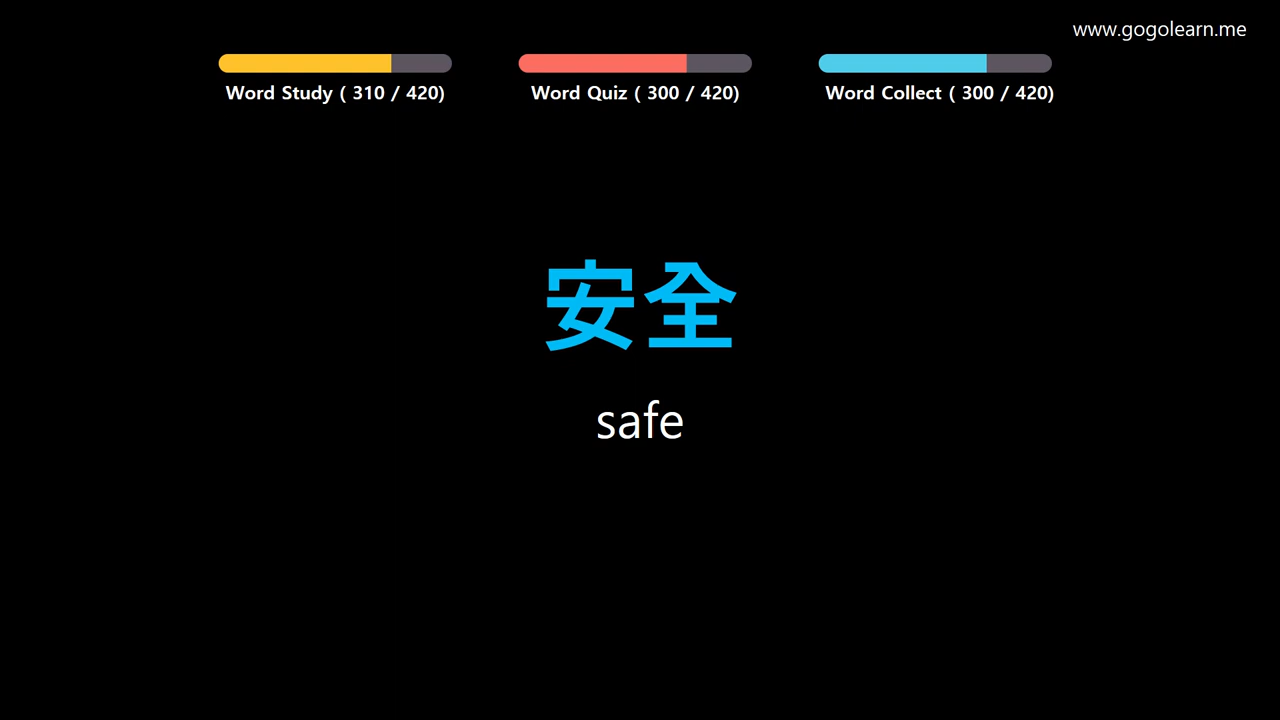 www.gogolearn.me
Word Study ( 310 / 420)
Word Quiz ( 300 / 420)
Word Collect ( 300 / 420)
安全
safe